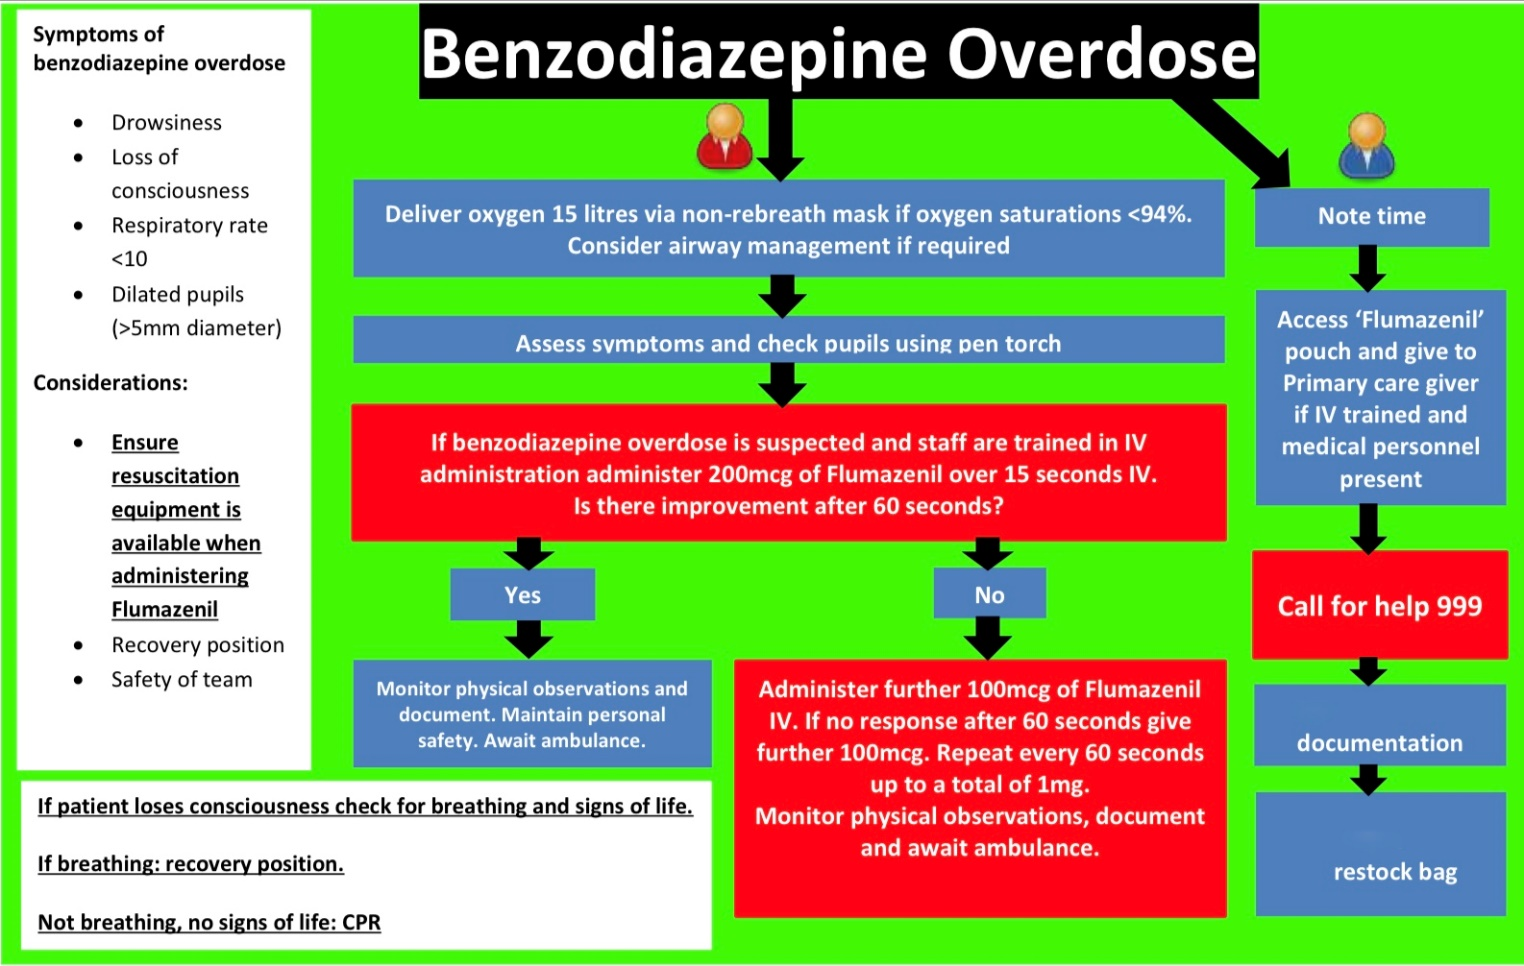 Benzodiazepine Overdose
Symptoms of
benzodiazepine overdose
• Drowsiness
• Loss of
consciousness
• Respiratory rate
<10
• Dilated pupils
(>5mm diameter)
Considerations:
• Ensure
resuscitation
equipment is
available when
administering
Flumazenil
• Recovery position
• Safety of team
Deliver oxygen 15 litres via non-rebreath mask if oxygen saturations <94%.
Consider airway management if required
Assess symptoms and check pupils using pen torch
If benzodiazepine overdose is suspected and staff are trained in IV
administration administer 200mcg of Flumazenil over 15 seconds IV.
Is there improvement after 60 seconds?
Yes
No
Monitor physical observations and
document. Maintain personal
safety. Await ambulance.
Administer further 100mcg of Flumazenil
IV. If no response after 60 seconds give
further 100mcg. Repeat every 60 seconds
up to a total of 1mg.
Monitor physical observations, document
and await ambulance.
Note time
Access ‘Flumazenil’
pouch and give to
Primary care giver
if IV trained and
medical personnel
present
Call for help 999
documentation
restock bag
If patient loses consciousness check for breathing and signs of life.
If breathing: recovery position.
Not breathing, no signs of life: CPR